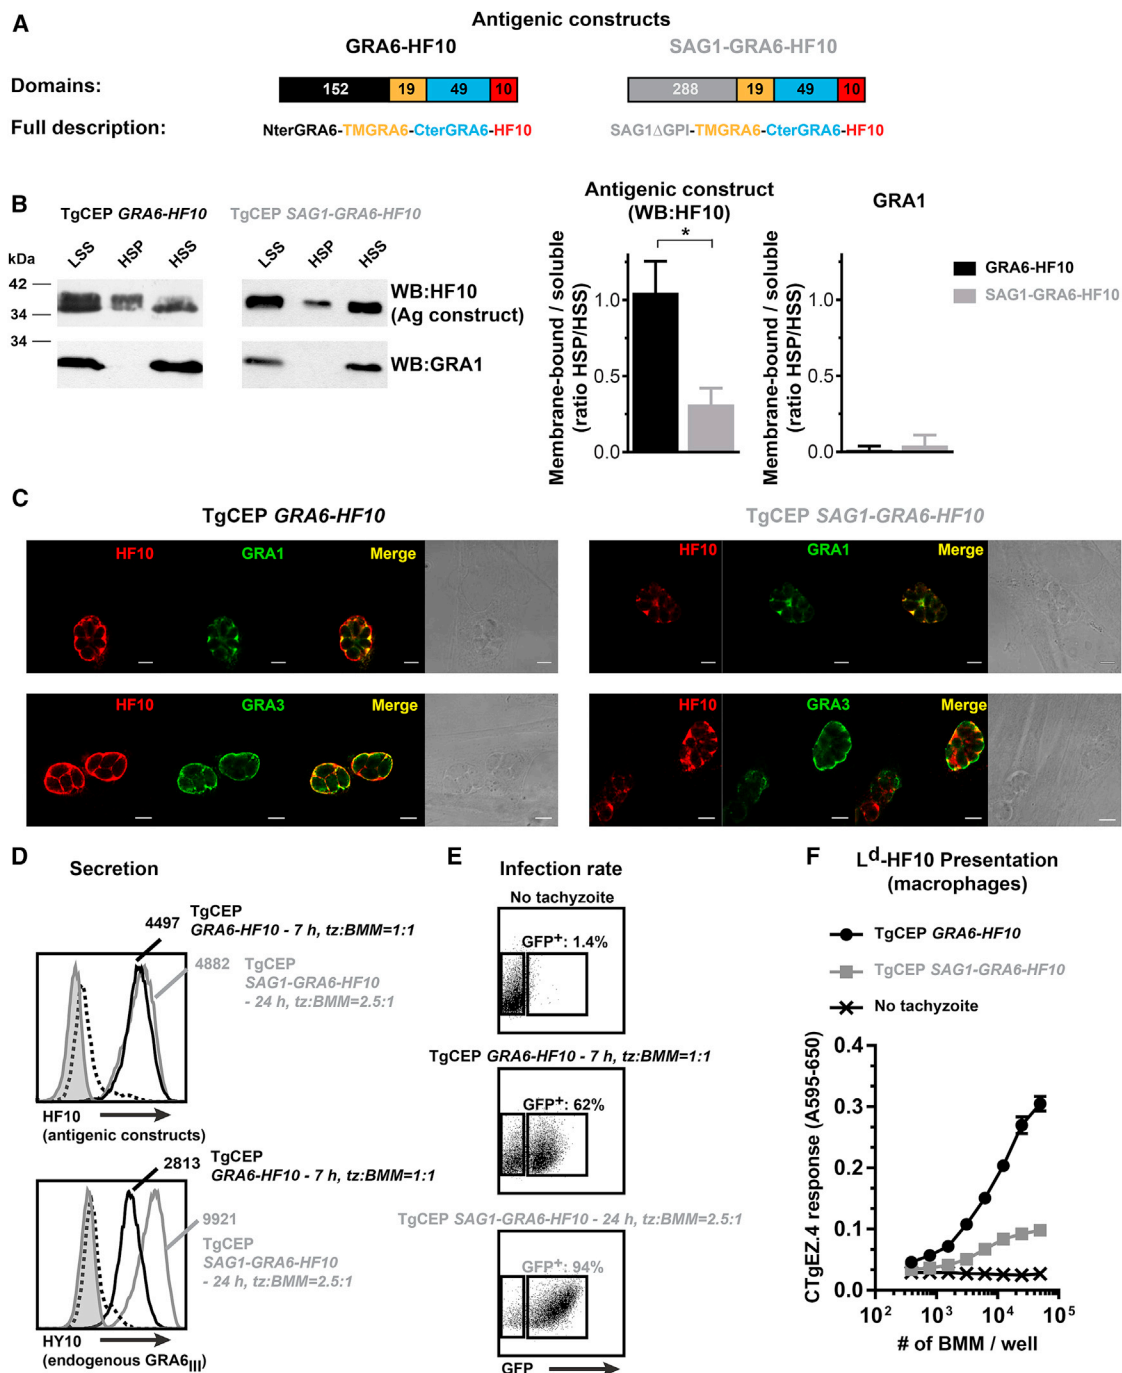 A
Antigenic constructs
GRA6-HF10
SAG1-GRA6-HF10
Domains:
152 19 49 10
288 19 49 10
Full description:
NterGRA6-TMGRA6-CterGRA6-HF10
SAG1ΔGPI-TMGRA6-CterGRA6-HF10
B
TgCEP GRA6-HF10
TgCEP SAG1-GRA6-HF10
kDa
LSS HSP HSS
LSS HSP HSS
42
34
34
WB:HF10
(Ag construct)
WB:GRA1
Antigenic construct
(WB:HF10)
*
Membrane-bound / soluble
(ratio HSP/HSS)
1.0
0.5
0.0
GRA1
Membrane-bound / soluble
(ratio HSP/HSS)
1.0
0.5
0.0
GRA6-HF10
SAG1-GRA6-HF10
C
TgCEP GRA6-HF10
TgCEP SAG1-GRA6-HF10
HF10 GRA1 Merge
HF10 GRA1 Merge
HF10 GRA3 Merge
HF10 GRA3 Merge
D
Secretion
4497
TgCEP
GRA6-HF10 - 7 h, tz:BMM=1:1
4882
TgCEP
SAG1-GRA6-HF10
- 24 h, tz:BMM=2.5:1
HF10
(antigenic constructs)
2813
TgCEP
GRA6-HF10 - 7 h, tz:BMM=1:1
9921
TgCEP
SAG1-GRA6-HF10
- 24 h, tz:BMM=2.5:1
HY10
(endogenous GRA6III)
E
Infection rate
No tachyzoite
GFP+: 1.4%
TgCEP GRA6-HF10 - 7 h, tz:BMM=1:1
GFP+: 62%
TgCEP SAG1-GRA6-HF10 - 24 h, tz:BMM=2.5:1
GFP+: 94%
GFP
F
Ld-HF10 Presentation
(macrophages)
TgCEP GRA6-HF10
TgCEP SAG1-GRA6-HF10
No tachyzoite
CTgEZ.4 response (A595-650)
0.4
0.3
0.2
0.1
0.0
10² 10³ 10⁴ 10⁵
# of BMM / well